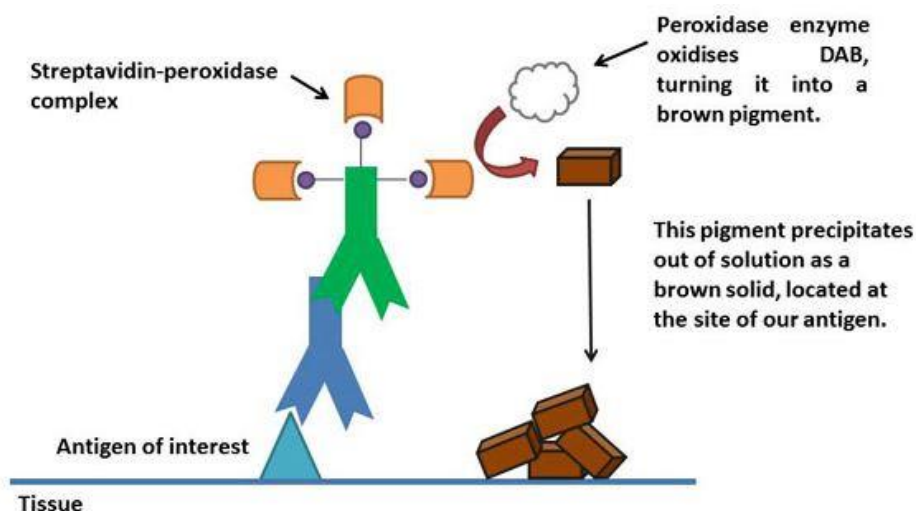 Streptavidin-peroxidase
complex
Peroxidase enzyme
oxidises DAB,
turning it into a
brown pigment.
This pigment precipitates
out of solution as a
brown solid, located at
the site of our antigen.
Antigen of interest
Tissue